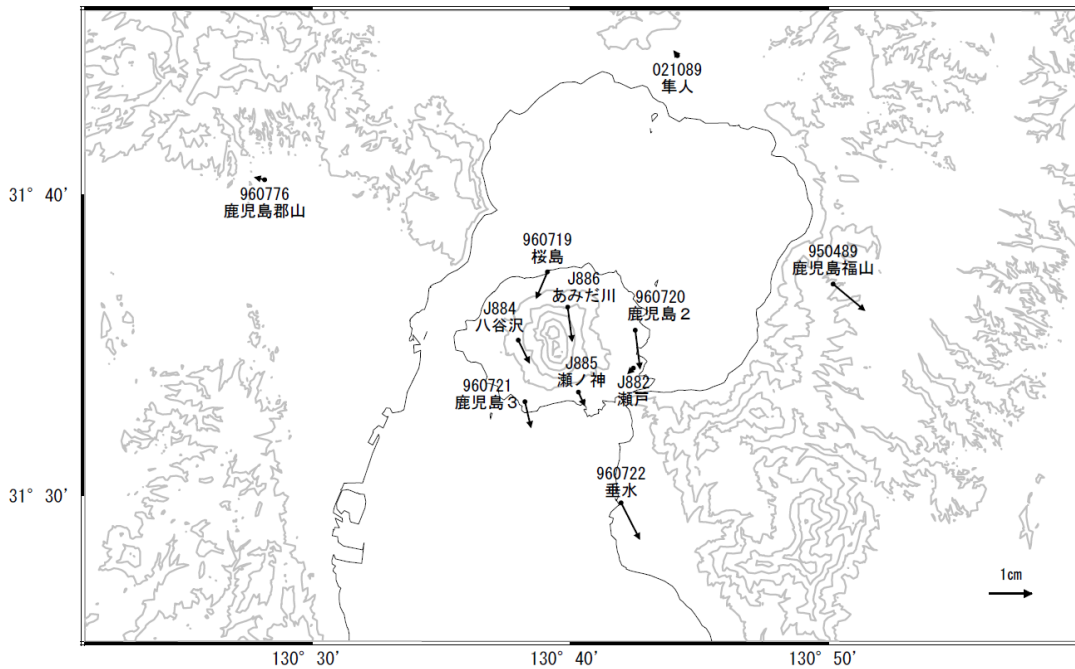 021089
隼人
31° 40'
960776
鹿児島郡山
960719
桜島
950489
鹿児島福山
J886
あみだ川
960720
鹿児島２
J884
八谷沢
J885
瀬ノ神
J882
瀬戸
960721
鹿児島３
960722
垂水
31° 30'
1cm
130° 30'
130° 40'
130° 50'